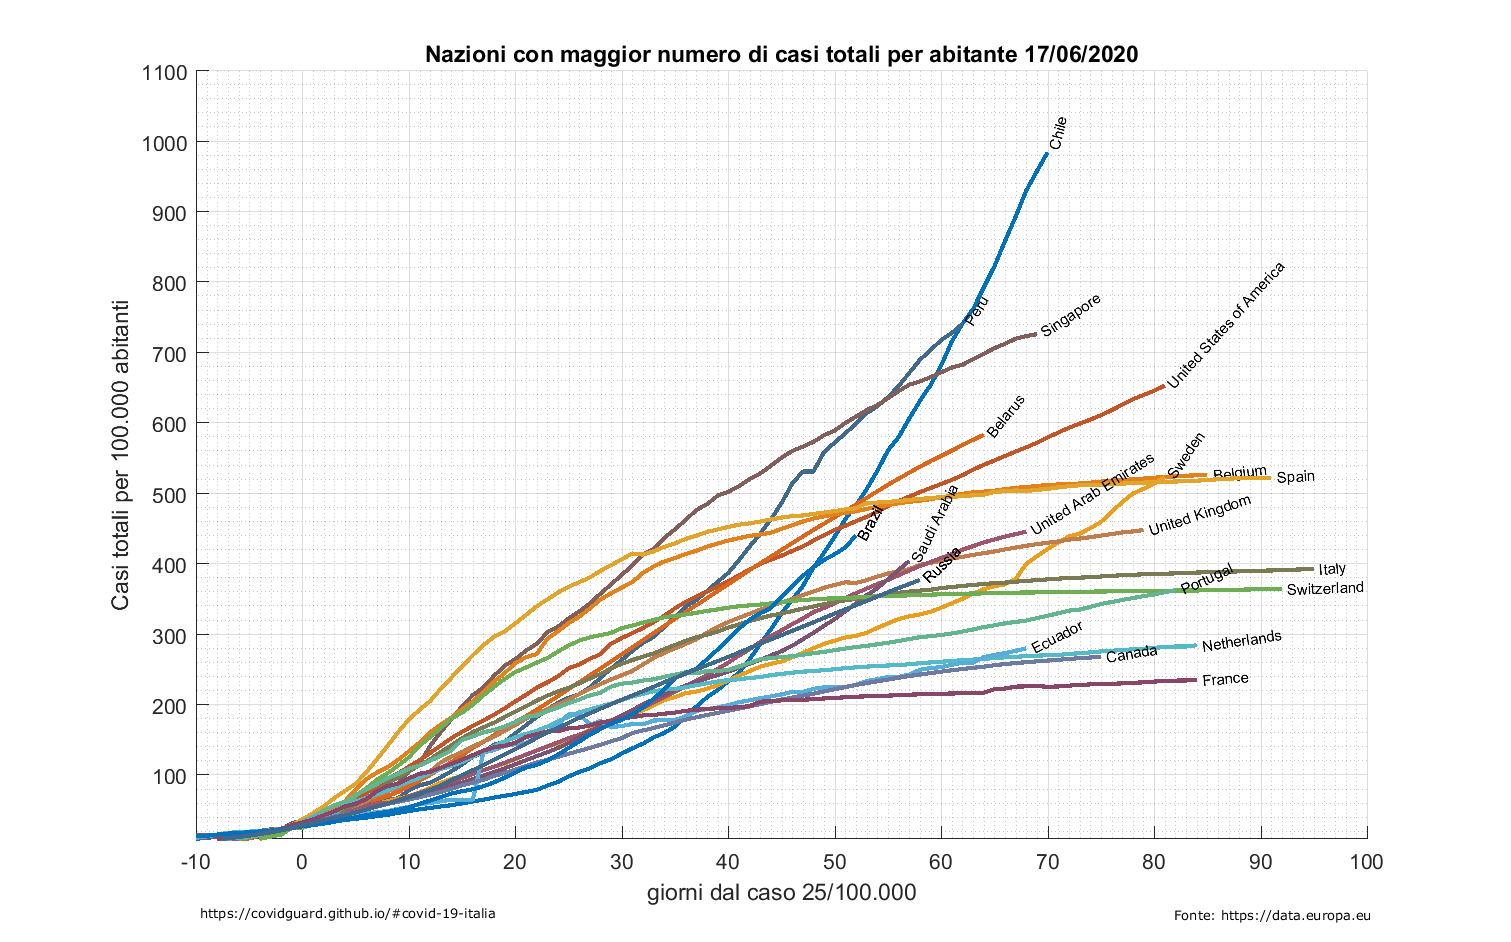 Nazioni con maggior numero di casi totali per abitante 17/06/2020
Casi totali per 100.000 abitanti
1100
1000
900
800
700
600
500
400
300
200
100
Chile
Peru
Singapore
United States of America
Belarus
Sweden
Belgium
Spain
United Arab Emirates
United Kingdom
Brazil
Saudi Arabia
Russia
Italy
Portugal
Switzerland
Ecuador
Canada
Netherlands
France
-10 0 10 20 30 40 50 60 70 80 90 100
giorni dal caso 25/100.000
https://covidguard.github.io/#covid-19-italia
Fonte: https://data.europa.eu